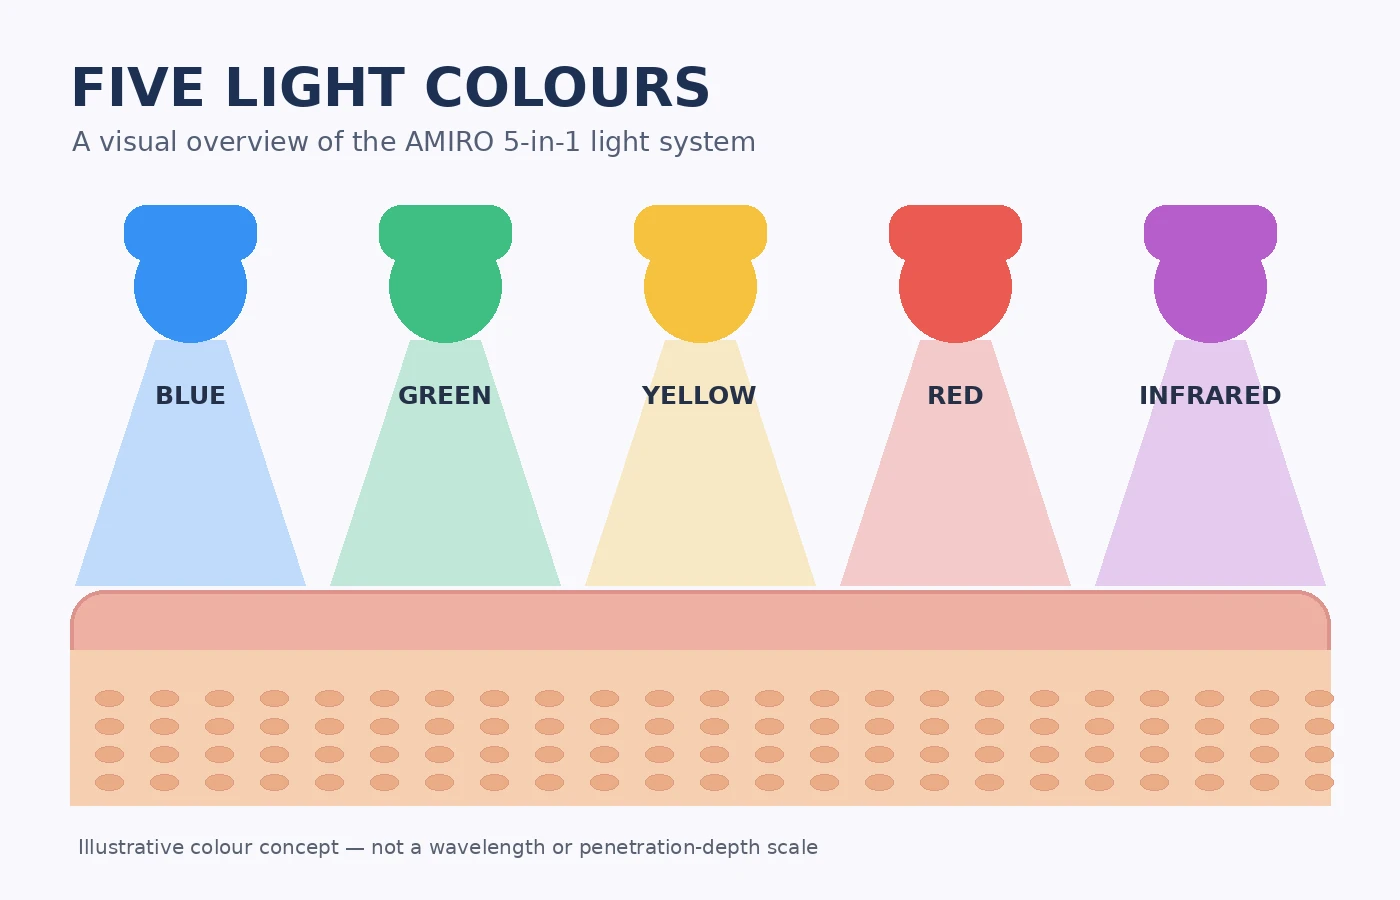 FIVE LIGHT COLOURS
A visual overview of the AMIRO 5-in-1 light system
BLUE
GREEN
YELLOW
RED
INFRARED
Illustrative colour concept — not a wavelength or penetration-depth scale